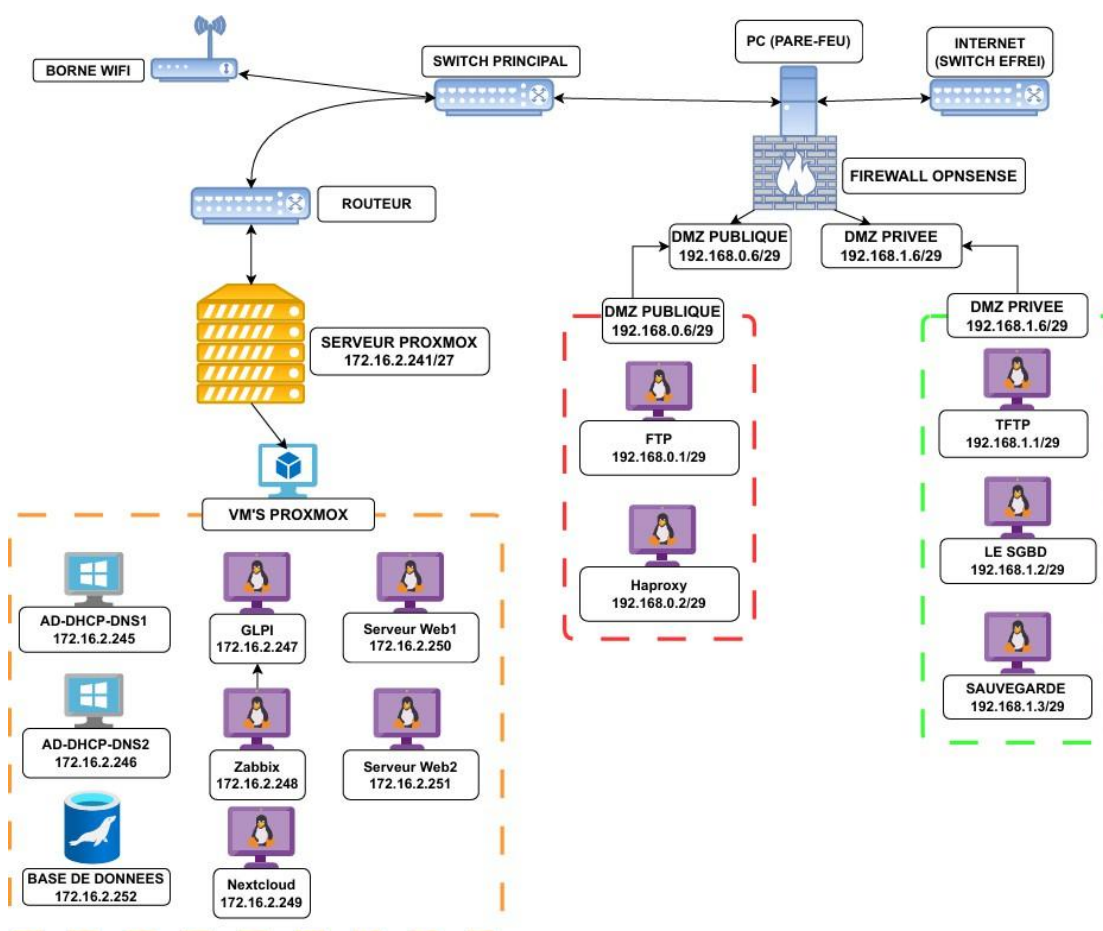 BORNE WIFI
SWITCH PRINCIPAL
PC (PARE-FEU)
INTERNET
(SWITCH EFREI)
FIREWALL OPNSENSE
ROUTEUR
DMZ PUBLIQUE
192.168.0.6/29
DMZ PRIVEE
192.168.1.6/29
DMZ PUBLIQUE
192.168.0.6/29
DMZ PRIVEE
192.168.1.6/29
SERVEUR PROXMOX
172.16.2.241/27
FTP
192.168.0.1/29
TFTP
192.168.1.1/29
VM'S PROXMOX
Haproxy
192.168.0.2/29
LE SGBD
192.168.1.2/29
AD-DHCP-DNS1
172.16.2.245
GLPI
172.16.2.247
Serveur Web1
172.16.2.250
SAUVEGARDE
192.168.1.3/29
AD-DHCP-DNS2
172.16.2.246
Zabbix
172.16.2.248
Serveur Web2
172.16.2.251
BASE DE DONNEES
172.16.2.252
Nextcloud
172.16.2.249